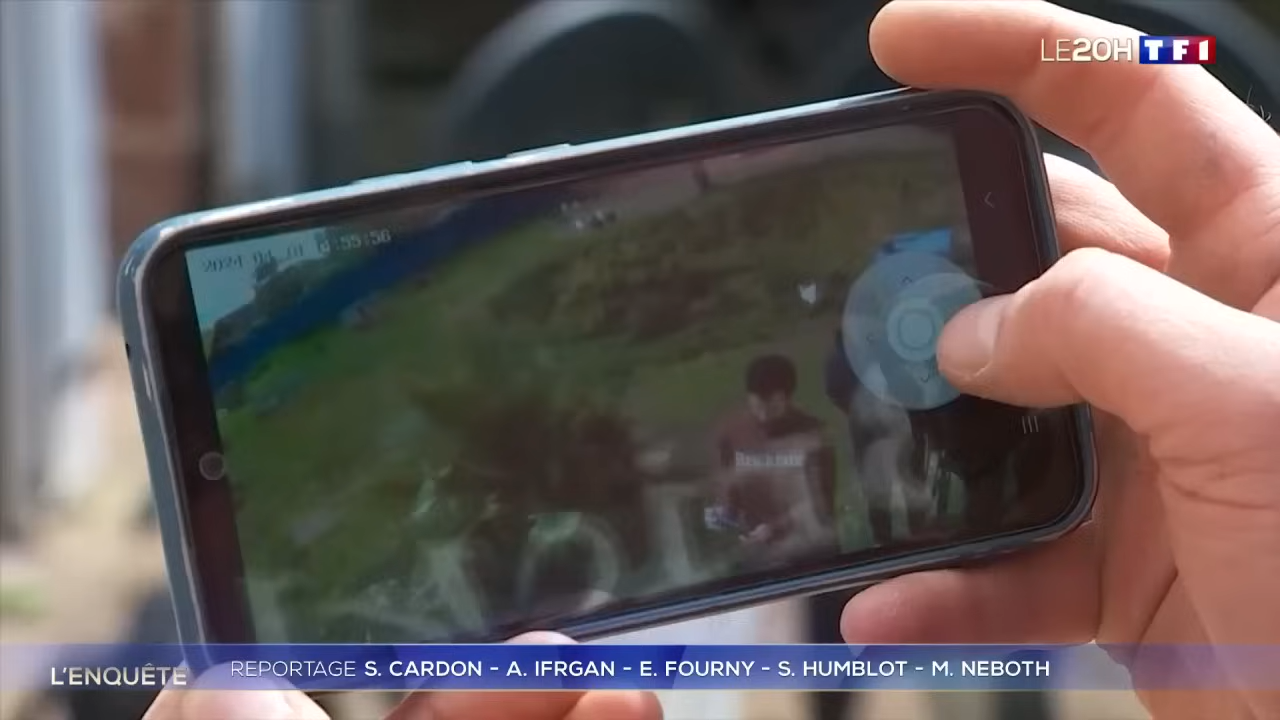 LE20H TF1
L'ENQUÊTE
REPORTAGE S. CARDON - A. IFRGAN - E. FOURNY - S. HUMBLOT - M. NEBOTH